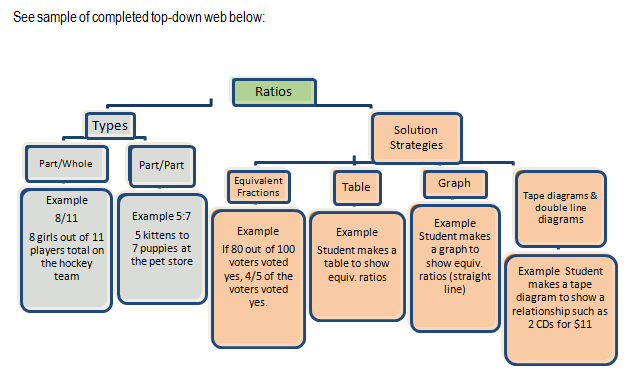 See sample of completed top-down web below:
Ratios
Types
Solution
Strategies
Part/Whole
Part/Part
Equivalent
Fractions
Table
Graph
Tape diagrams &
double line
diagrams
Example
8/11
8 girls out of 11
players total on
the hockey
team
Example 5:7
5 kittens to
7 puppies at
the pet store
Example
If 80 out of 100
voters voted
yes, 4/5 of the
voters voted
yes.
Example
Student makes a
table to show
equiv. ratios
Example
Student makes
a graph to
show equiv.
ratios (straight
line)
Example Student
makes a tape
diagram to show a
relationship such as
2 CDs for $11